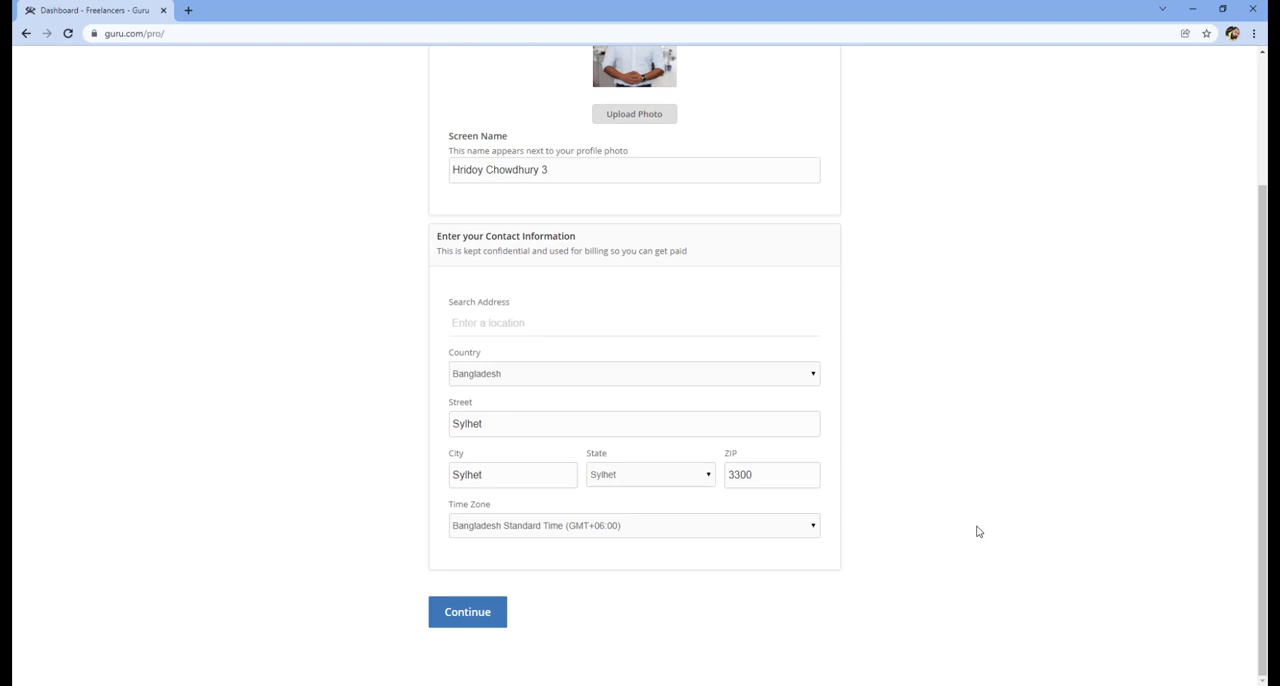 Dashboard - Freelancers - Guru
guru.com/pro/
Upload Photo
Screen Name
This name appears next to your profile photo
Hridoy Chowdhury 3
Enter your Contact Information
This is kept confidential and used for billing so you can get paid
Search Address
Enter a location
Country
Bangladesh
Street
Sylhet
City State ZIP
Sylhet Sylhet 3300
Time Zone
Bangladesh Standard Time (GMT+06:00)
Continue